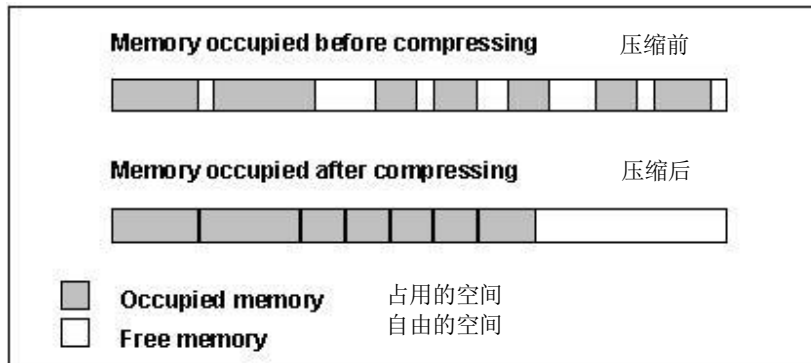 Memory occupied before compressing 压缩前
Memory occupied after compressing 压缩后
Occupied memory 占用的空间
Free memory 自由的空间